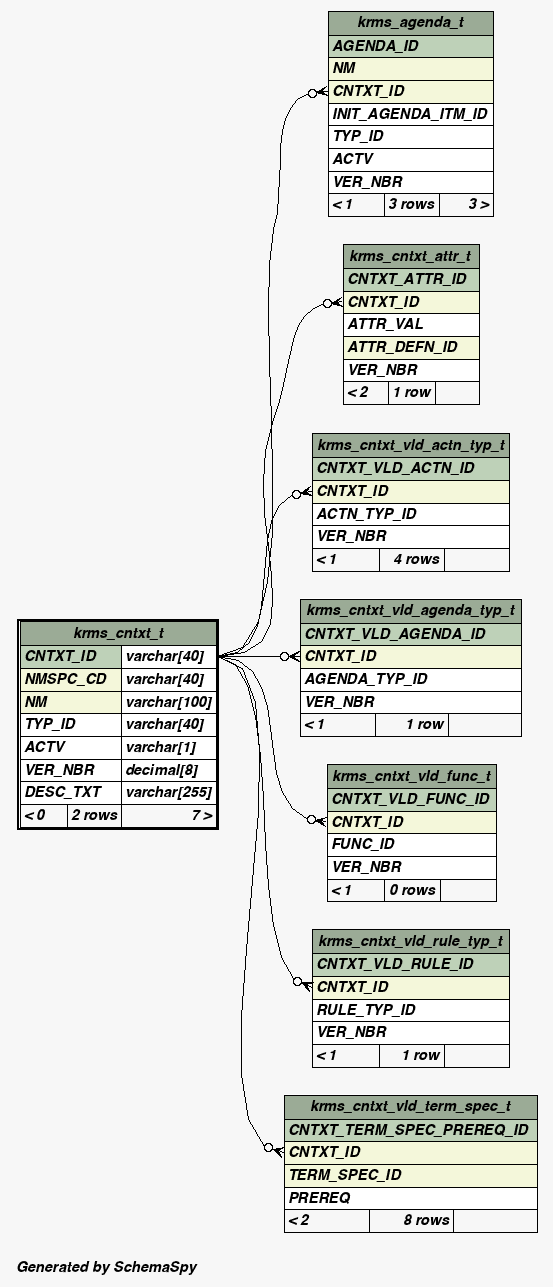 krms_agenda_t
AGENDA_ID
NM
CNTXT_ID
INIT_AGENDA_ITM_ID
TYP_ID
ACTV
VER_NBR
< 1 3 rows 3 >
krms_cntxt_attr_t
CNTXT_ATTR_ID
CNTXT_ID
ATTR_VAL
ATTR_DEFN_ID
VER_NBR
< 2 1 row
krms_cntxt_vld_actn_typ_t
CNTXT_VLD_ACTN_ID
CNTXT_ID
ACTN_TYP_ID
VER_NBR
< 1 4 rows
krms_cntxt_vld_agenda_typ_t
CNTXT_VLD_AGENDA_ID
CNTXT_ID
AGENDA_TYP_ID
VER_NBR
< 1 1 row
krms_cntxt_t
CNTXT_ID varchar[40]
NMSPC_CD varchar[40]
NM varchar[100]
TYP_ID varchar[40]
ACTV varchar[1]
VER_NBR decimal[8]
DESC_TXT varchar[255]
< 0 2 rows 7 >
krms_cntxt_vld_func_t
CNTXT_VLD_FUNC_ID
CNTXT_ID
FUNC_ID
VER_NBR
< 1 0 rows
krms_cntxt_vld_rule_typ_t
CNTXT_VLD_RULE_ID
CNTXT_ID
RULE_TYP_ID
VER_NBR
< 1 1 row
krms_cntxt_vld_term_spec_t
CNTXT_TERM_SPEC_PREREQ_ID
CNTXT_ID
TERM_SPEC_ID
PREREQ
< 2 8 rows
Generated by SchemaSpy